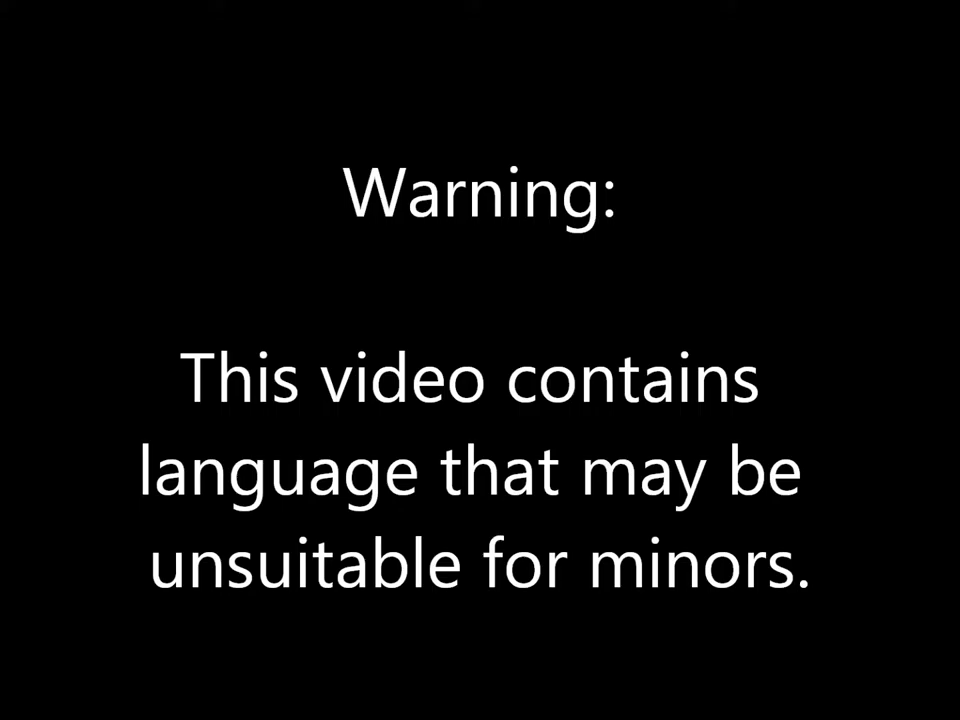 Warning:
This video contains
language that may be
unsuitable for minors.